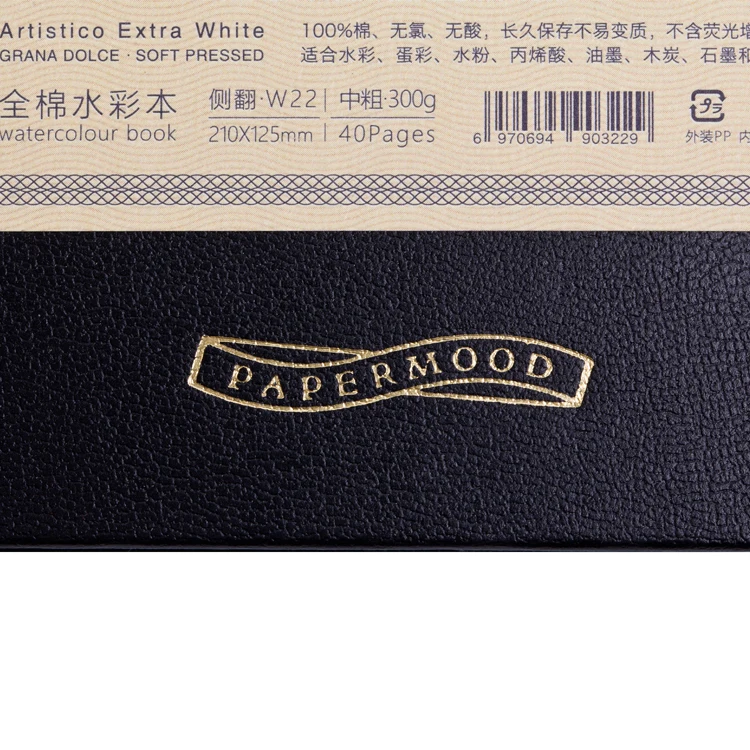 Artistico Extra White
GRANA DOLCE · SOFT PRESSED
100%棉、无氯、无酸，长久保存不易变质，不含荧光增
适合水彩、蛋彩、水粉、丙烯酸、油墨、木炭、石墨和
全棉水彩本
watercolour book
侧翻·W22
210X125mm
中粗·300g
40Pages
6 970694 903229
プラ
外装PP 内
PAPERMOOD